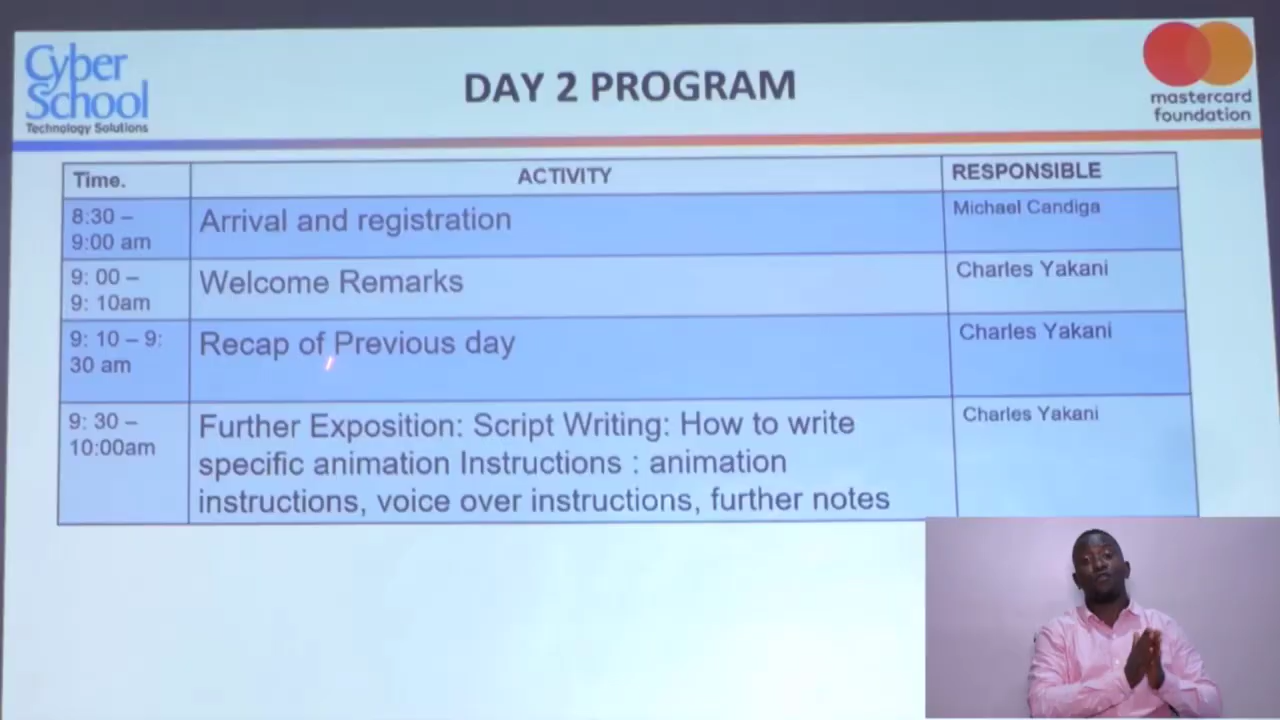 Cyber
School
Technology Solutions
DAY 2 PROGRAM
mastercard
foundation
Time.
ACTIVITY
RESPONSIBLE
8:30 –
9:00 am
Arrival and registration
Michael Candiga
9: 00 –
9: 10am
Welcome Remarks
Charles Yakani
9: 10 – 9:
30 am
Recap of Previous day
Charles Yakani
9: 30 –
10:00am
Further Exposition: Script Writing: How to write
specific animation Instructions : animation
instructions, voice over instructions, further notes
Charles Yakani